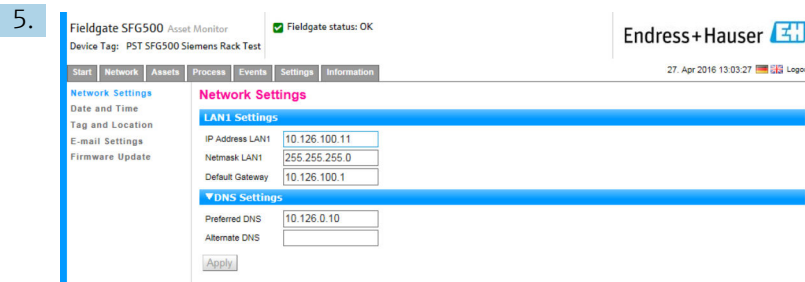 5.
Fieldgate SFG500 Asset Monitor
Fieldgate status: OK
Device Tag: PST SFG500 Siemens Rack Test
Endress+Hauser EH
Start Network Assets Process Events Settings Information
27. Apr 2016 13:03:27
Network Settings
Date and Time
Tag and Location
E-mail Settings
Firmware Update
Network Settings
LAN1 Settings
IP Address LAN1 10.126.100.11
Netmask LAN1 255.255.255.0
Default Gateway 10.126.100.1
▼DNS Settings
Preferred DNS 10.126.0.10
Alternate DNS
Apply